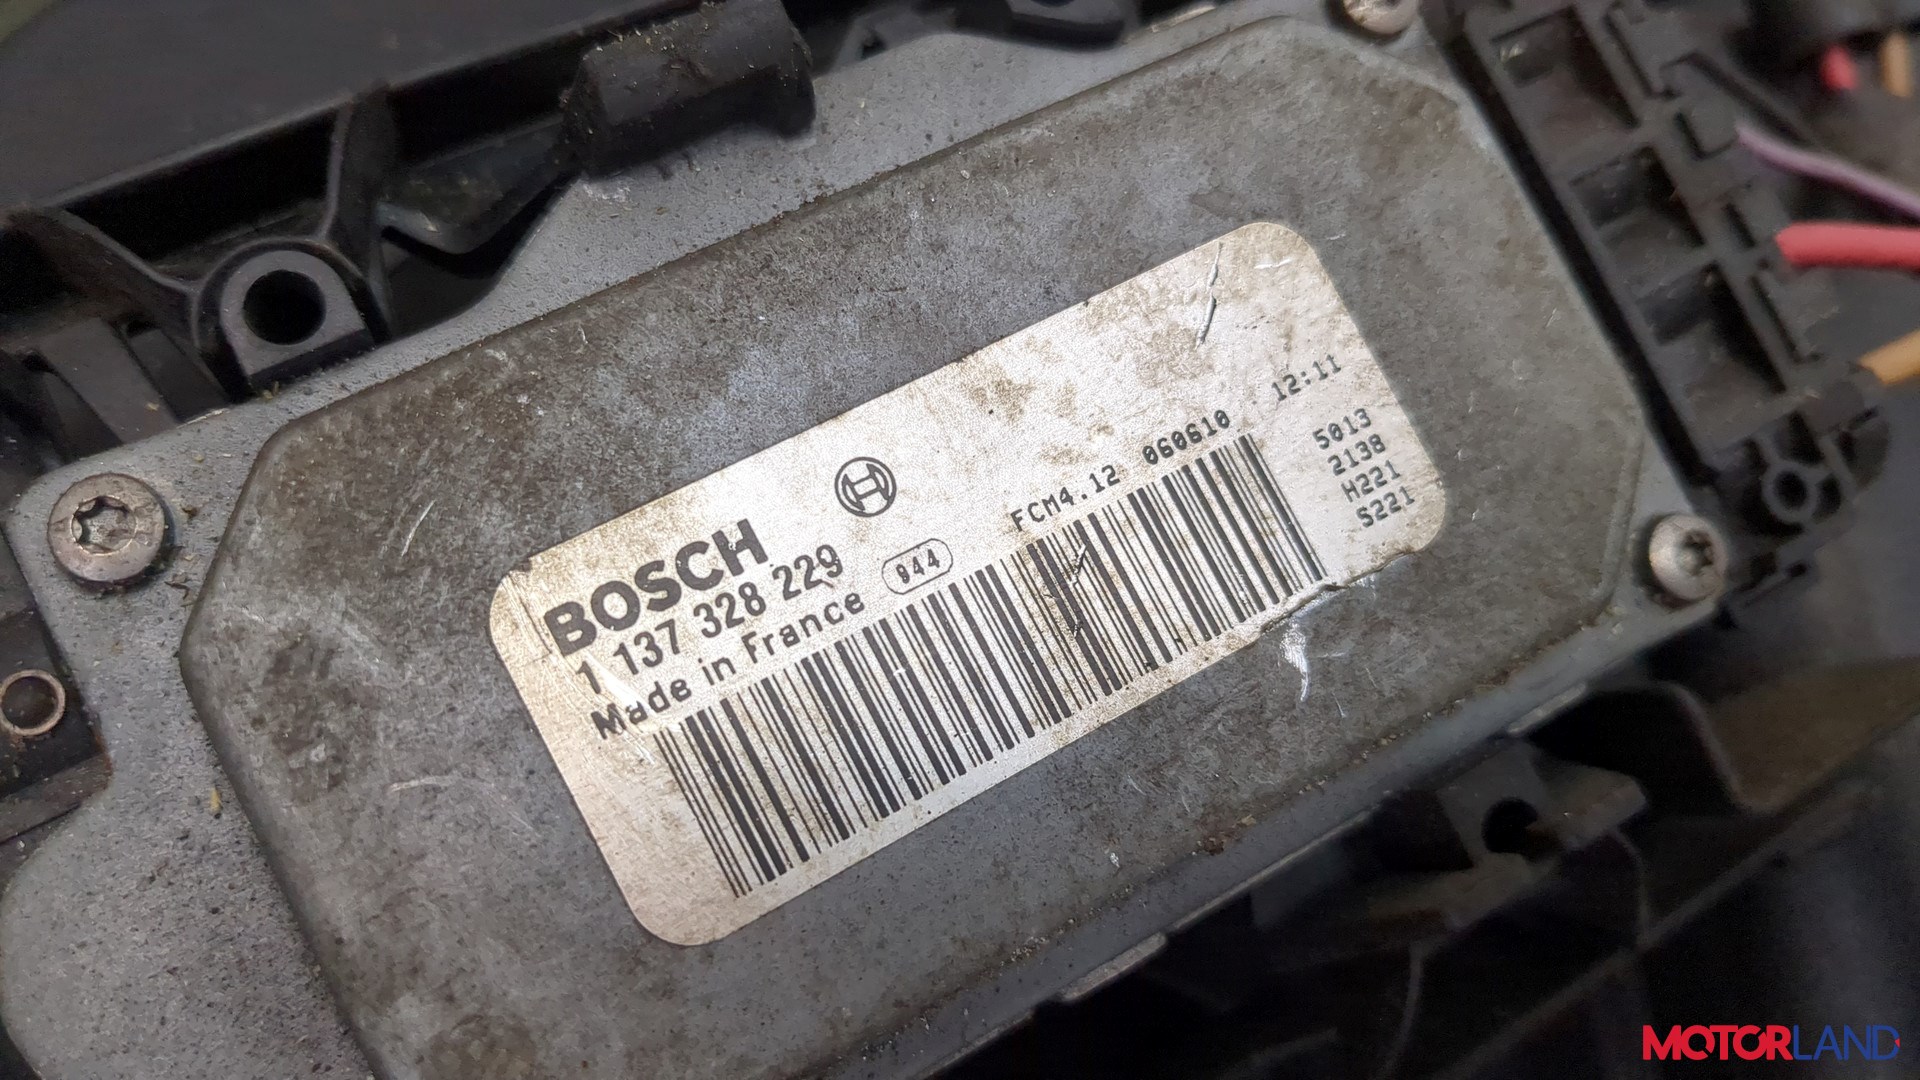 BOSCH
1 137 328 229
Made in France 944
FCM4.12 060610 12:11
5013
2138
H221
S221
MOTORLAND